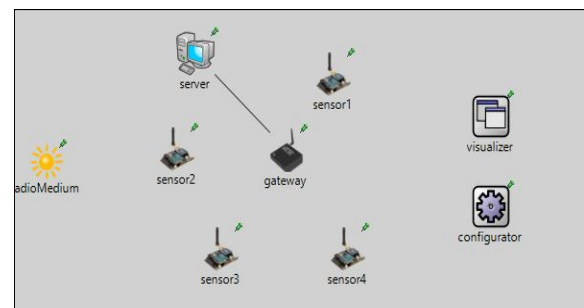 server
sensor1
visualizer
sensor2
gateway
adioMedium
configurator
sensor3
sensor4